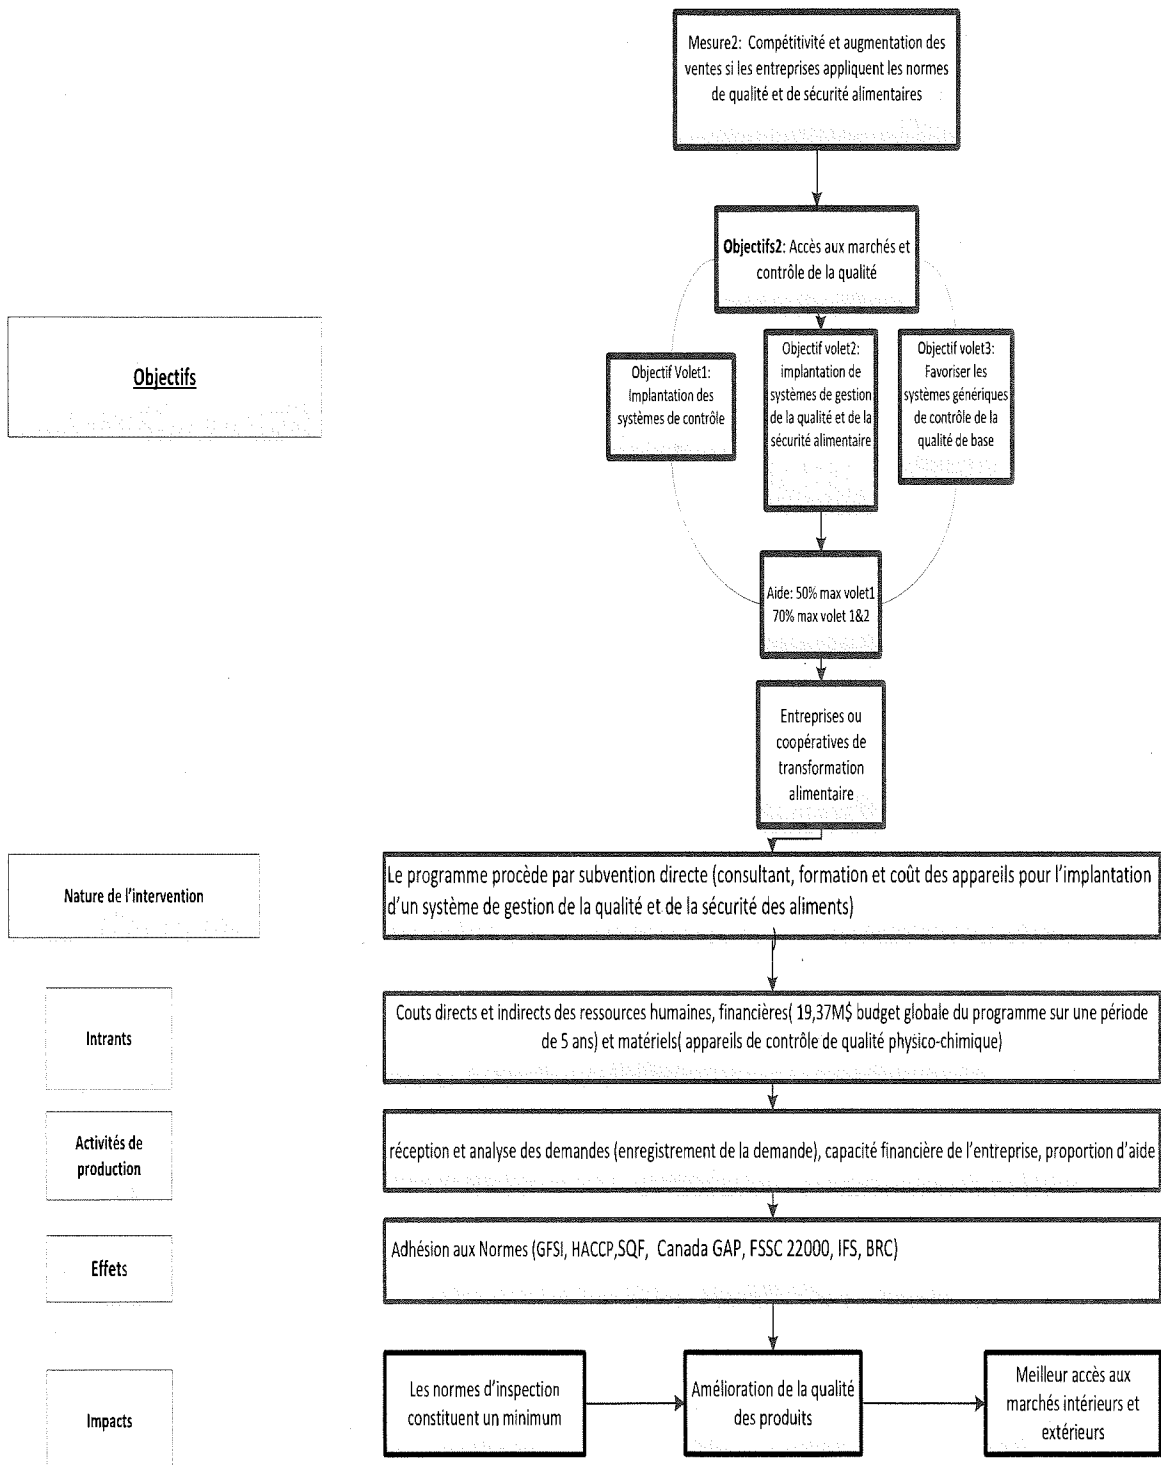 Mesure2: Compétitivité et augmentation des
ventes si les entreprises appliquent les normes
de qualité et de sécurité alimentaires
Objectifs2: Accès aux marchés et
contrôle de la qualité
Objectifs
Objectif Volet1:
Implantation des
systèmes de contrôle
Objectif volet2:
implantation de
systèmes de gestion
de la qualité et de la
sécurité alimentaire
Objectif volet3:
Favoriser les
systèmes génériques
de contrôle de la
qualité de base
Aide: 50% max volet1
70% max volet 1&2
Entreprises ou
coopératives de
transformation
alimentaire
Nature de l'intervention
Le programme procède par subvention directe (consultant, formation et coût des appareils pour l'implantation
d'un système de gestion de la qualité et de la sécurité des aliments)
Intrants
Couts directs et indirects des ressources humaines, financières( 19,37M$ budget globale du programme sur une période
de 5 ans) et matériels( appareils de contrôle de qualité physico-chimique)
Activités de
production
réception et analyse des demandes (enregistrement de la demande), capacité financière de l'entreprise, proportion d'aide
Effets
Adhésion aux Normes (GFSI, HACCP,SQF, Canada GAP, FSSC 22000, IFS, BRC)
Impacts
Les normes d'inspection
constituent un minimum
Amélioration de la qualité
des produits
Meilleur accès aux
marchés intérieurs et
extérieurs